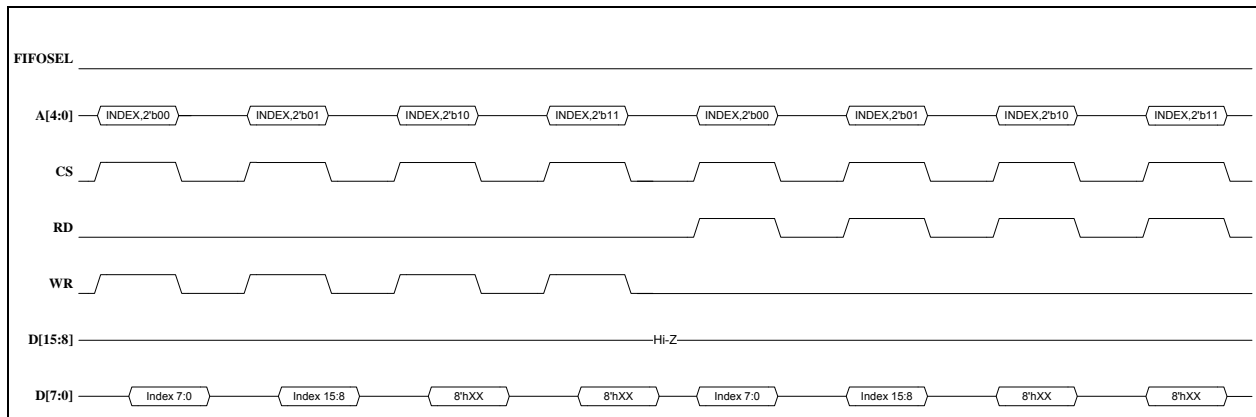 FIFOSEL
A[4:0] INDEX,2'b00 INDEX,2'b01 INDEX,2'b10 INDEX,2'b11 INDEX,2'b00 INDEX,2'b01 INDEX,2'b10 INDEX,2'b11
CS
RD
WR
D[15:8] Hi-Z
D[7:0] Index 7:0 Index 15:8 8'hXX 8'hXX Index 7:0 Index 15:8 8'hXX 8'hXX